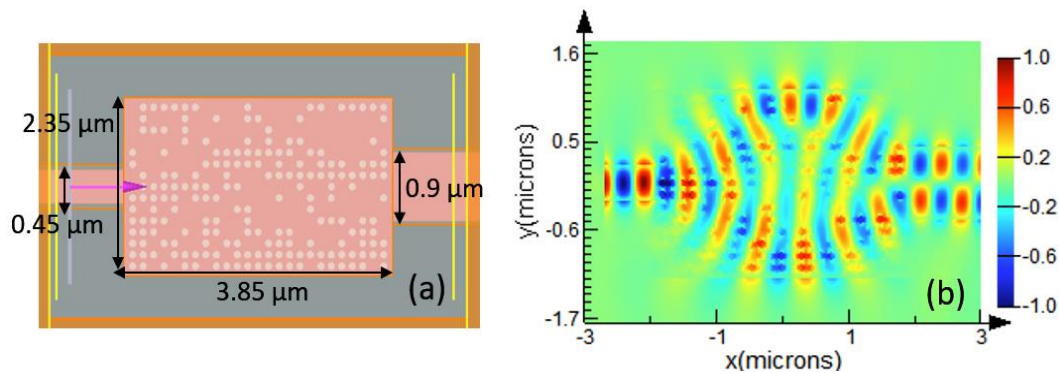 2.35 μm
0.45 μm
0.9 μm
3.85 μm
(a)
1.6
0.5
-0.6
-1.7
y(microns)
-3
-1
1
3
x(microns)
(b)
1.0
0.6
0.2
-0.2
-0.6
-1.0